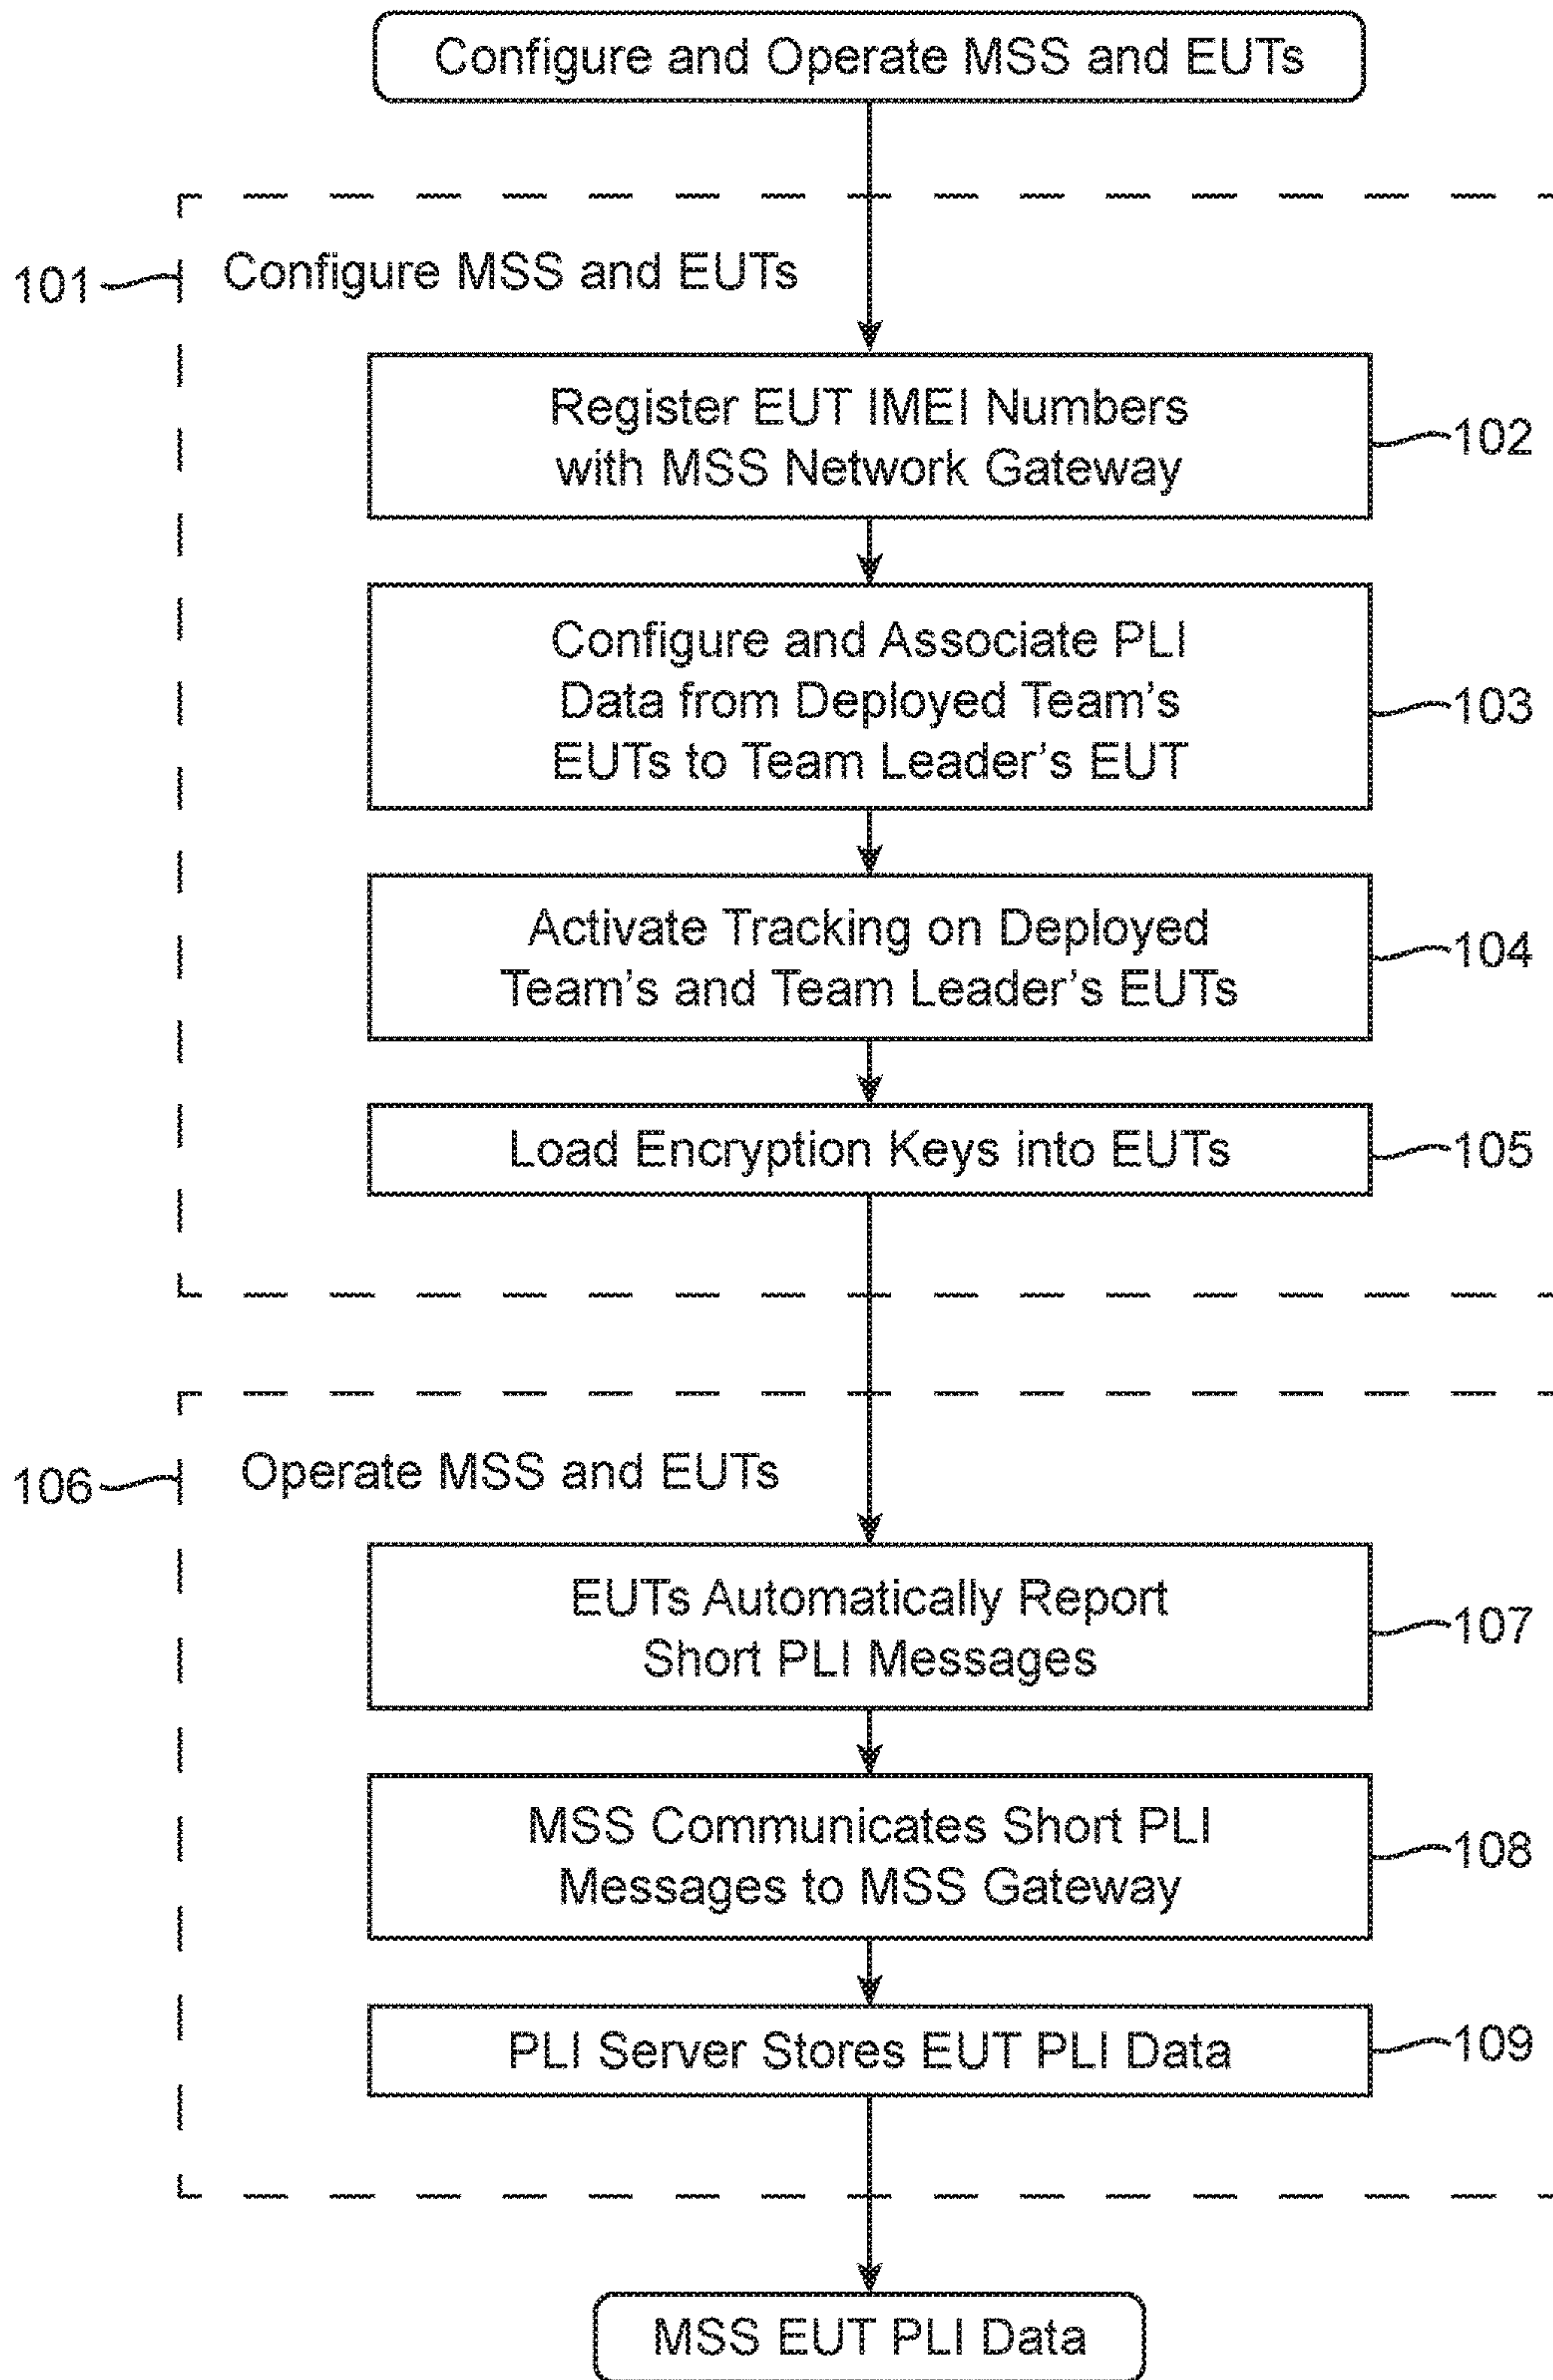 Configure and Operate MSS and EUTs
101
Configure MSS and EUTs
Register EUT IMEI Numbers
with MSS Network Gateway
102
Configure and Associate PLI
Data from Deployed Team's
EUTs to Team Leader's EUT
103
Activate Tracking on Deployed
Team's and Team Leader's EUTs
104
Load Encryption Keys into EUTs
105
106
Operate MSS and EUTs
EUTs Automatically Report
Short PLI Messages
107
MSS Communicates Short PLI
Messages to MSS Gateway
108
PLI Server Stores EUT PLI Data
109
MSS EUT PLI Data